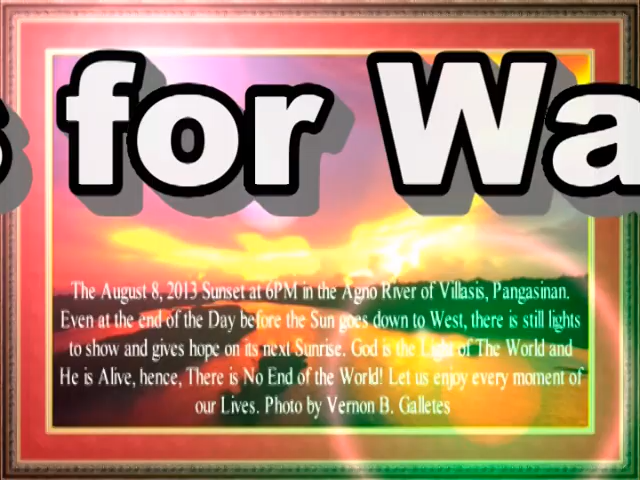 for
The August 8, 2013 Sunset at 6PM in the Agno River of Villasis, Pangasinan.
Even at the end of the Day before the Sun goes down to West, there is still lights
to show and gives hope on its next Sunrise. God is the Light of The World and
He is Alive, hence, There is No End of the World! Let us enjoy every moment of
our Lives. Photo by Vernon B. Galletes